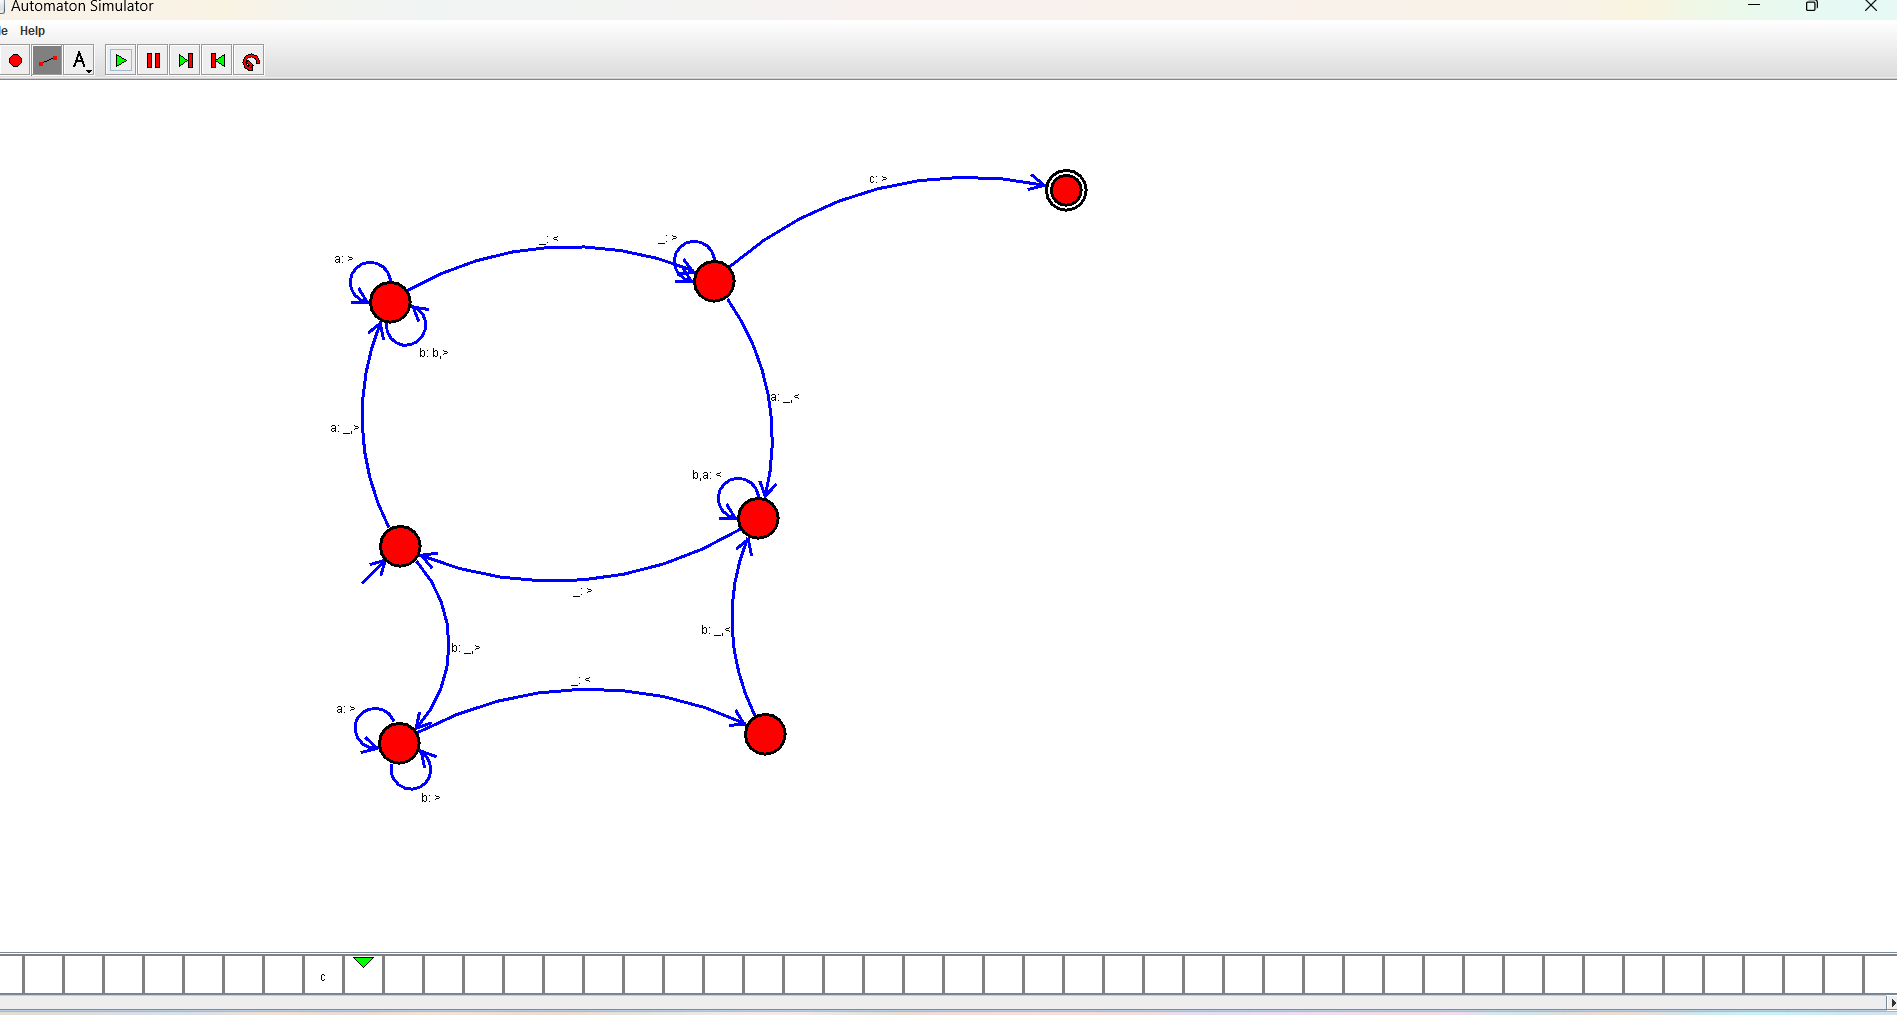 Automaton Simulator
Help
A
c: >
_: <
_: >
a: >
b: b,>
a: _,<
a: _,>
b,a: <
_: >
b: _,<
b: _,>
_: <
a: >
b: >
c